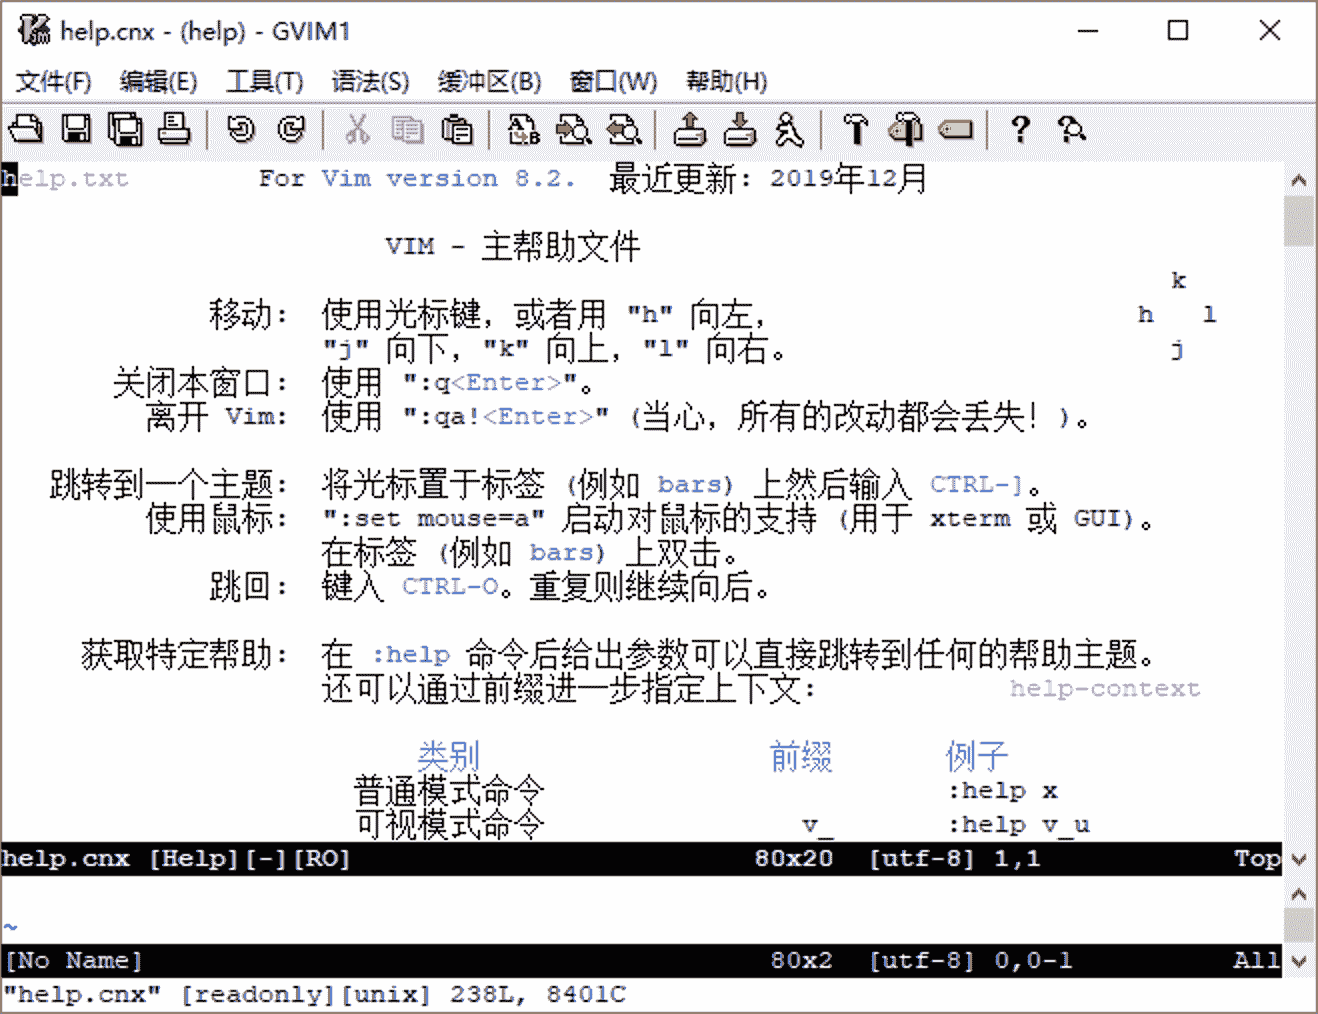 help.cnx - (help) - GVIM1
文件(F) 编辑(E) 工具(T) 语法(S) 缓冲区(B) 窗口(W) 帮助(H)
help.txt For Vim version 8.2. 最近更新: 2019年12月
VIM - 主帮助文件
k
移动: 使用光标键，或者用 "h" 向左， h l
"j" 向下，"k" 向上，"l" 向右。 j
关闭本窗口: 使用 ":q<Enter>"。
离开 Vim: 使用 ":qa!<Enter>" (当心，所有的改动都会丢失！)。
跳转到一个主题: 将光标置于标签 (例如 bars) 上然后输入 CTRL-]。
使用鼠标: ":set mouse=a" 启动对鼠标的支持 (用于 xterm 或 GUI)。
在标签 (例如 bars) 上双击。
跳回: 键入 CTRL-O。重复则继续向后。
获取特定帮助: 在 :help 命令后给出参数可以直接跳转到任何的帮助主题。
还可以通过前缀进一步指定上下文: help-context
类别 前缀 例子
普通模式命令 :help x
可视模式命令 v_ :help v_u
help.cnx [Help][-][RO] 80x20 [utf-8] 1,1 Top
~
[No Name] 80x2 [utf-8] 0,0-1 All
"help.cnx" [readonly][unix] 238L, 8401C